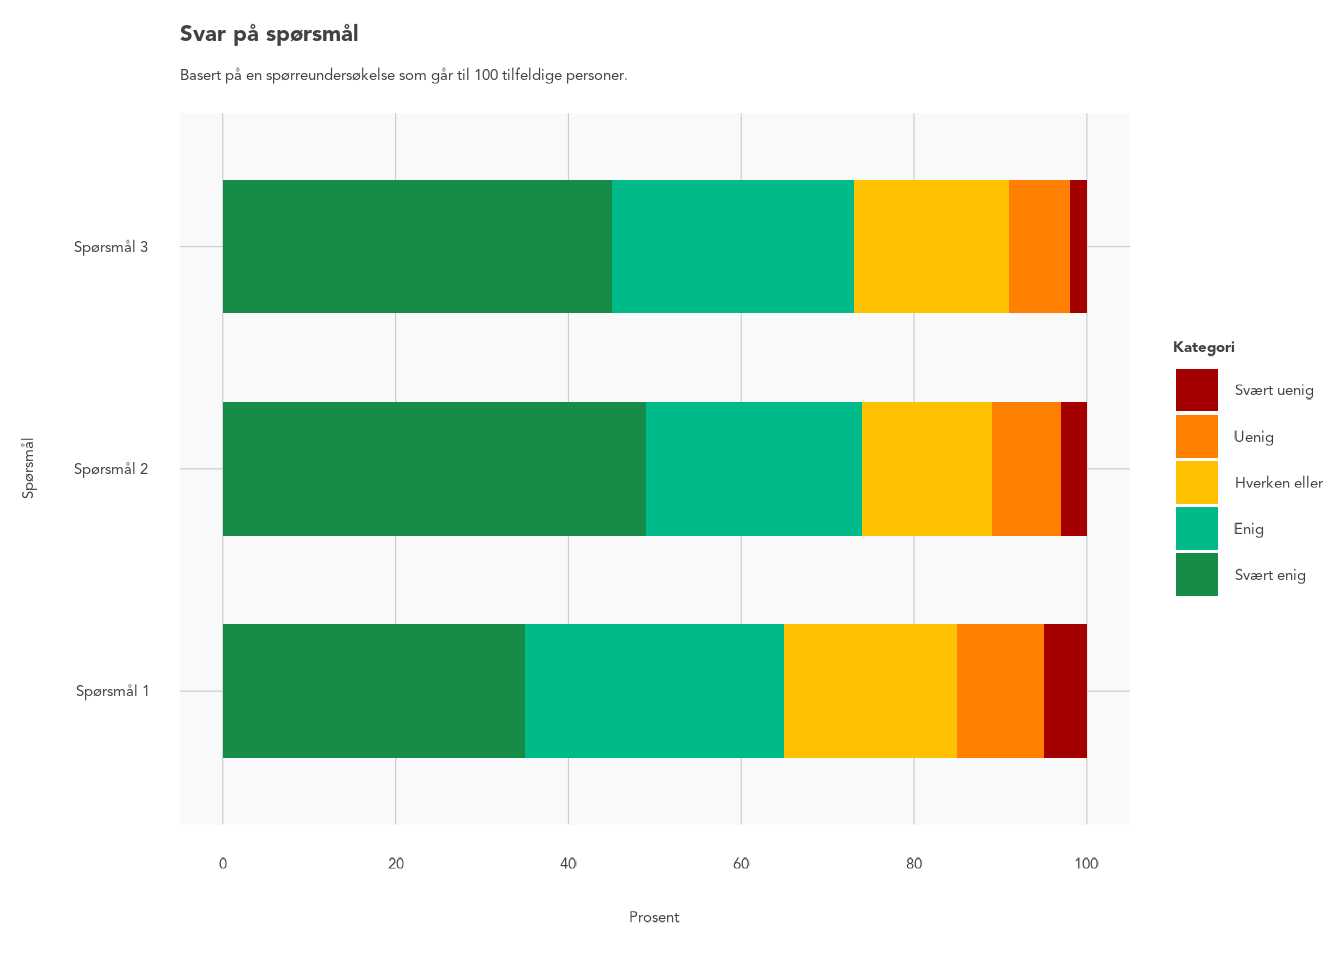 Svar på spørsmål
Basert på en spørreundersøkelse som går til 100 tilfeldige personer.
Spørsmål
Spørsmål 3
Spørsmål 2
Spørsmål 1
0 20 40 60 80 100
Prosent
Kategori
Svært uenig
Uenig
Hverken eller
Enig
Svært enig